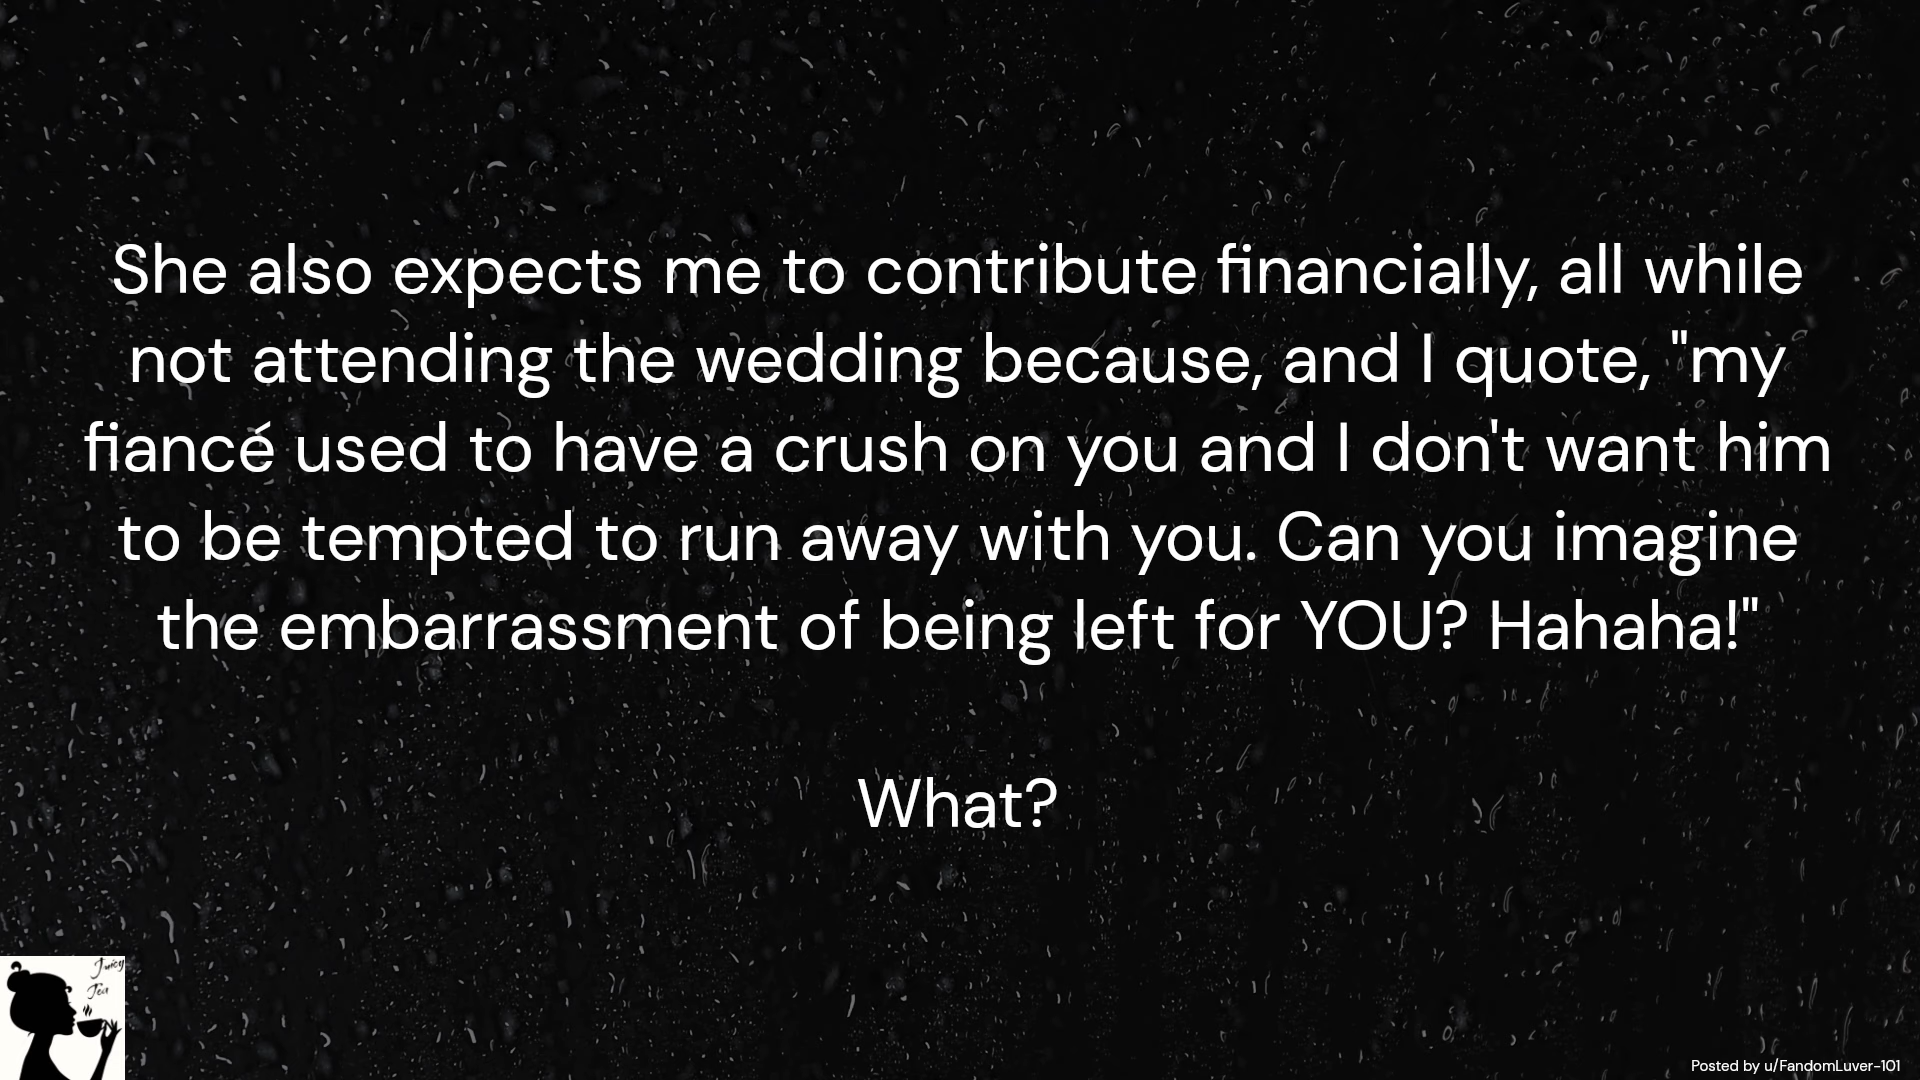 She also expects me to contribute financially, all while
not attending the wedding because, and I quote, "my
fiancé used to have a crush on you and I don't want him
to be tempted to run away with you. Can you imagine
the embarrassment of being left for YOU? Hahaha!"
What?
Juicy
Tea
Posted by u/FandomLuver-101